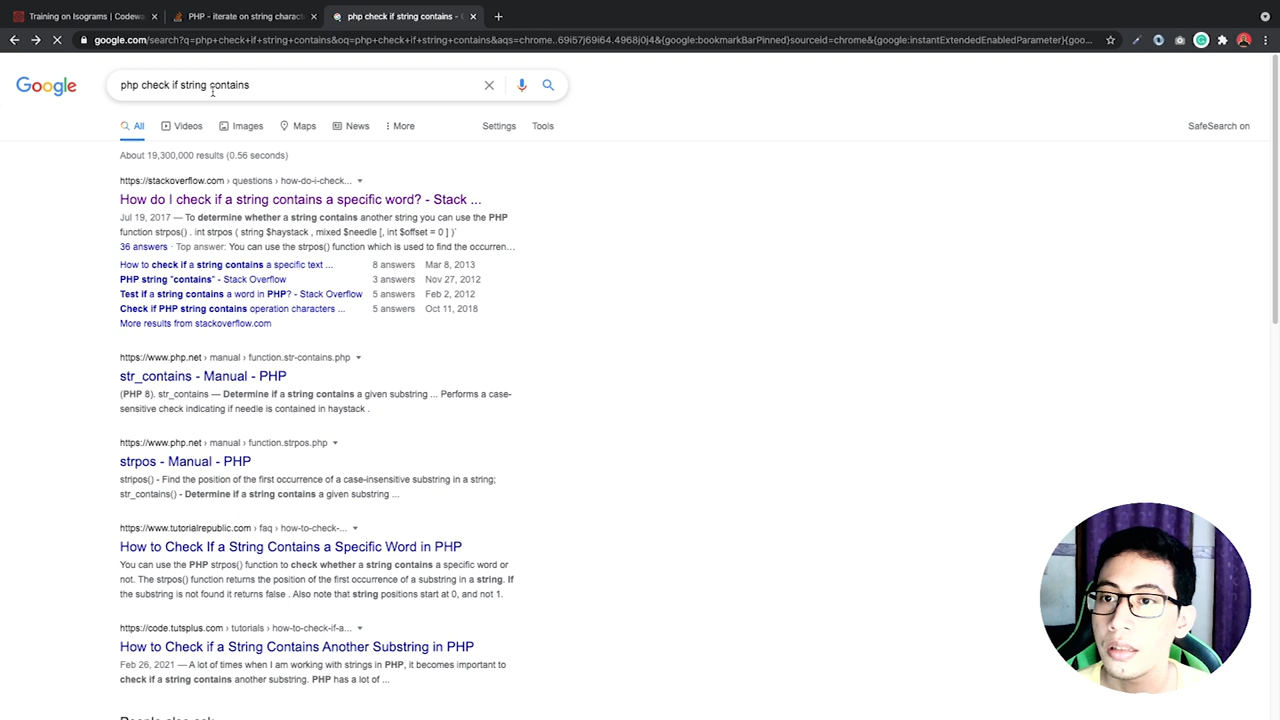 Training on Isograms | Codewa
PHP - iterate on string characte
php check if string contains - G
google.com/search?q=php+check+if+string+contains&oq=php+check+if+string+contains&aqs=chrome..69i57j69i64.4968j0j4&{google:bookmarkBarPinned}sourceid=chrome&{google:instantExtendedEnabledParameter}{goo...
Google
php check if string contains
All Videos Images Maps News More Settings Tools
SafeSearch on
About 19,300,000 results (0.56 seconds)
https://stackoverflow.com › questions › how-do-i-check...
How do I check if a string contains a specific word? - Stack ...
Jul 19, 2017 — To determine whether a string contains another string you can use the PHP
function strpos() . int strpos ( string $haystack , mixed $needle [, int $offset = 0 ] )`
36 answers · Top answer: You can use the strpos() function which is used to find the occurren...
How to check if a string contains a specific text ... 8 answers Mar 8, 2013
PHP string "contains" - Stack Overflow 3 answers Nov 27, 2012
Test if a string contains a word in PHP? - Stack Overflow 5 answers Feb 2, 2012
Check if PHP string contains operation characters ... 5 answers Oct 11, 2018
More results from stackoverflow.com
https://www.php.net › manual › function.str-contains.php
str_contains - Manual - PHP
(PHP 8). str_contains — Determine if a string contains a given substring ... Performs a case-
sensitive check indicating if needle is contained in haystack .
https://www.php.net › manual › function.strpos.php
strpos - Manual - PHP
stripos() - Find the position of the first occurrence of a case-insensitive substring in a string;
str_contains() - Determine if a string contains a given substring ...
https://www.tutorialrepublic.com › faq › how-to-check-...
How to Check If a String Contains a Specific Word in PHP
You can use the PHP strpos() function to check whether a string contains a specific word or
not. The strpos() function returns the position of the first occurrence of a substring in a string. If
the substring is not found it returns false . Also note that string positions start at 0, and not 1.
https://code.tutsplus.com › tutorials › how-to-check-if-a...
How to Check if a String Contains Another Substring in PHP
Feb 26, 2021 — A lot of times when I am working with strings in PHP, it becomes important to
check if a string contains another substring. PHP has a lot of ...
People also ask